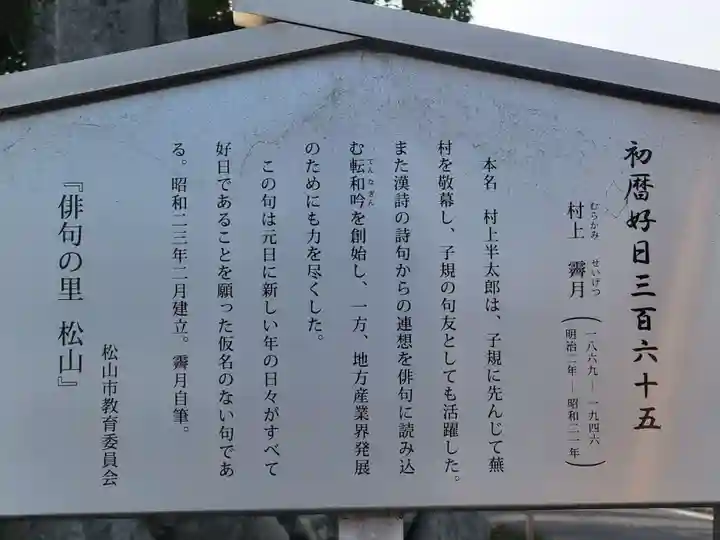 初暦好日三百六十五
村上　霽月
むらかみ　せいげつ
（一八六九―一九四六
明治二年―昭和二一年）
本名　村上半太郎は、子規に先んじて蕪
村を敬慕し、子規の句友としても活躍した。
また漢詩の詩句からの連想を俳句に読み込
む転和吟を創始し、一方、地方産業界発展
てんなぎん
のためにも力を尽くした。
この句は元日に新しい年の日々がすべて
好日であることを願った仮名のない句であ
る。昭和二三年二月建立。霽月自筆。
松山市教育委員会
『俳句の里　松山』